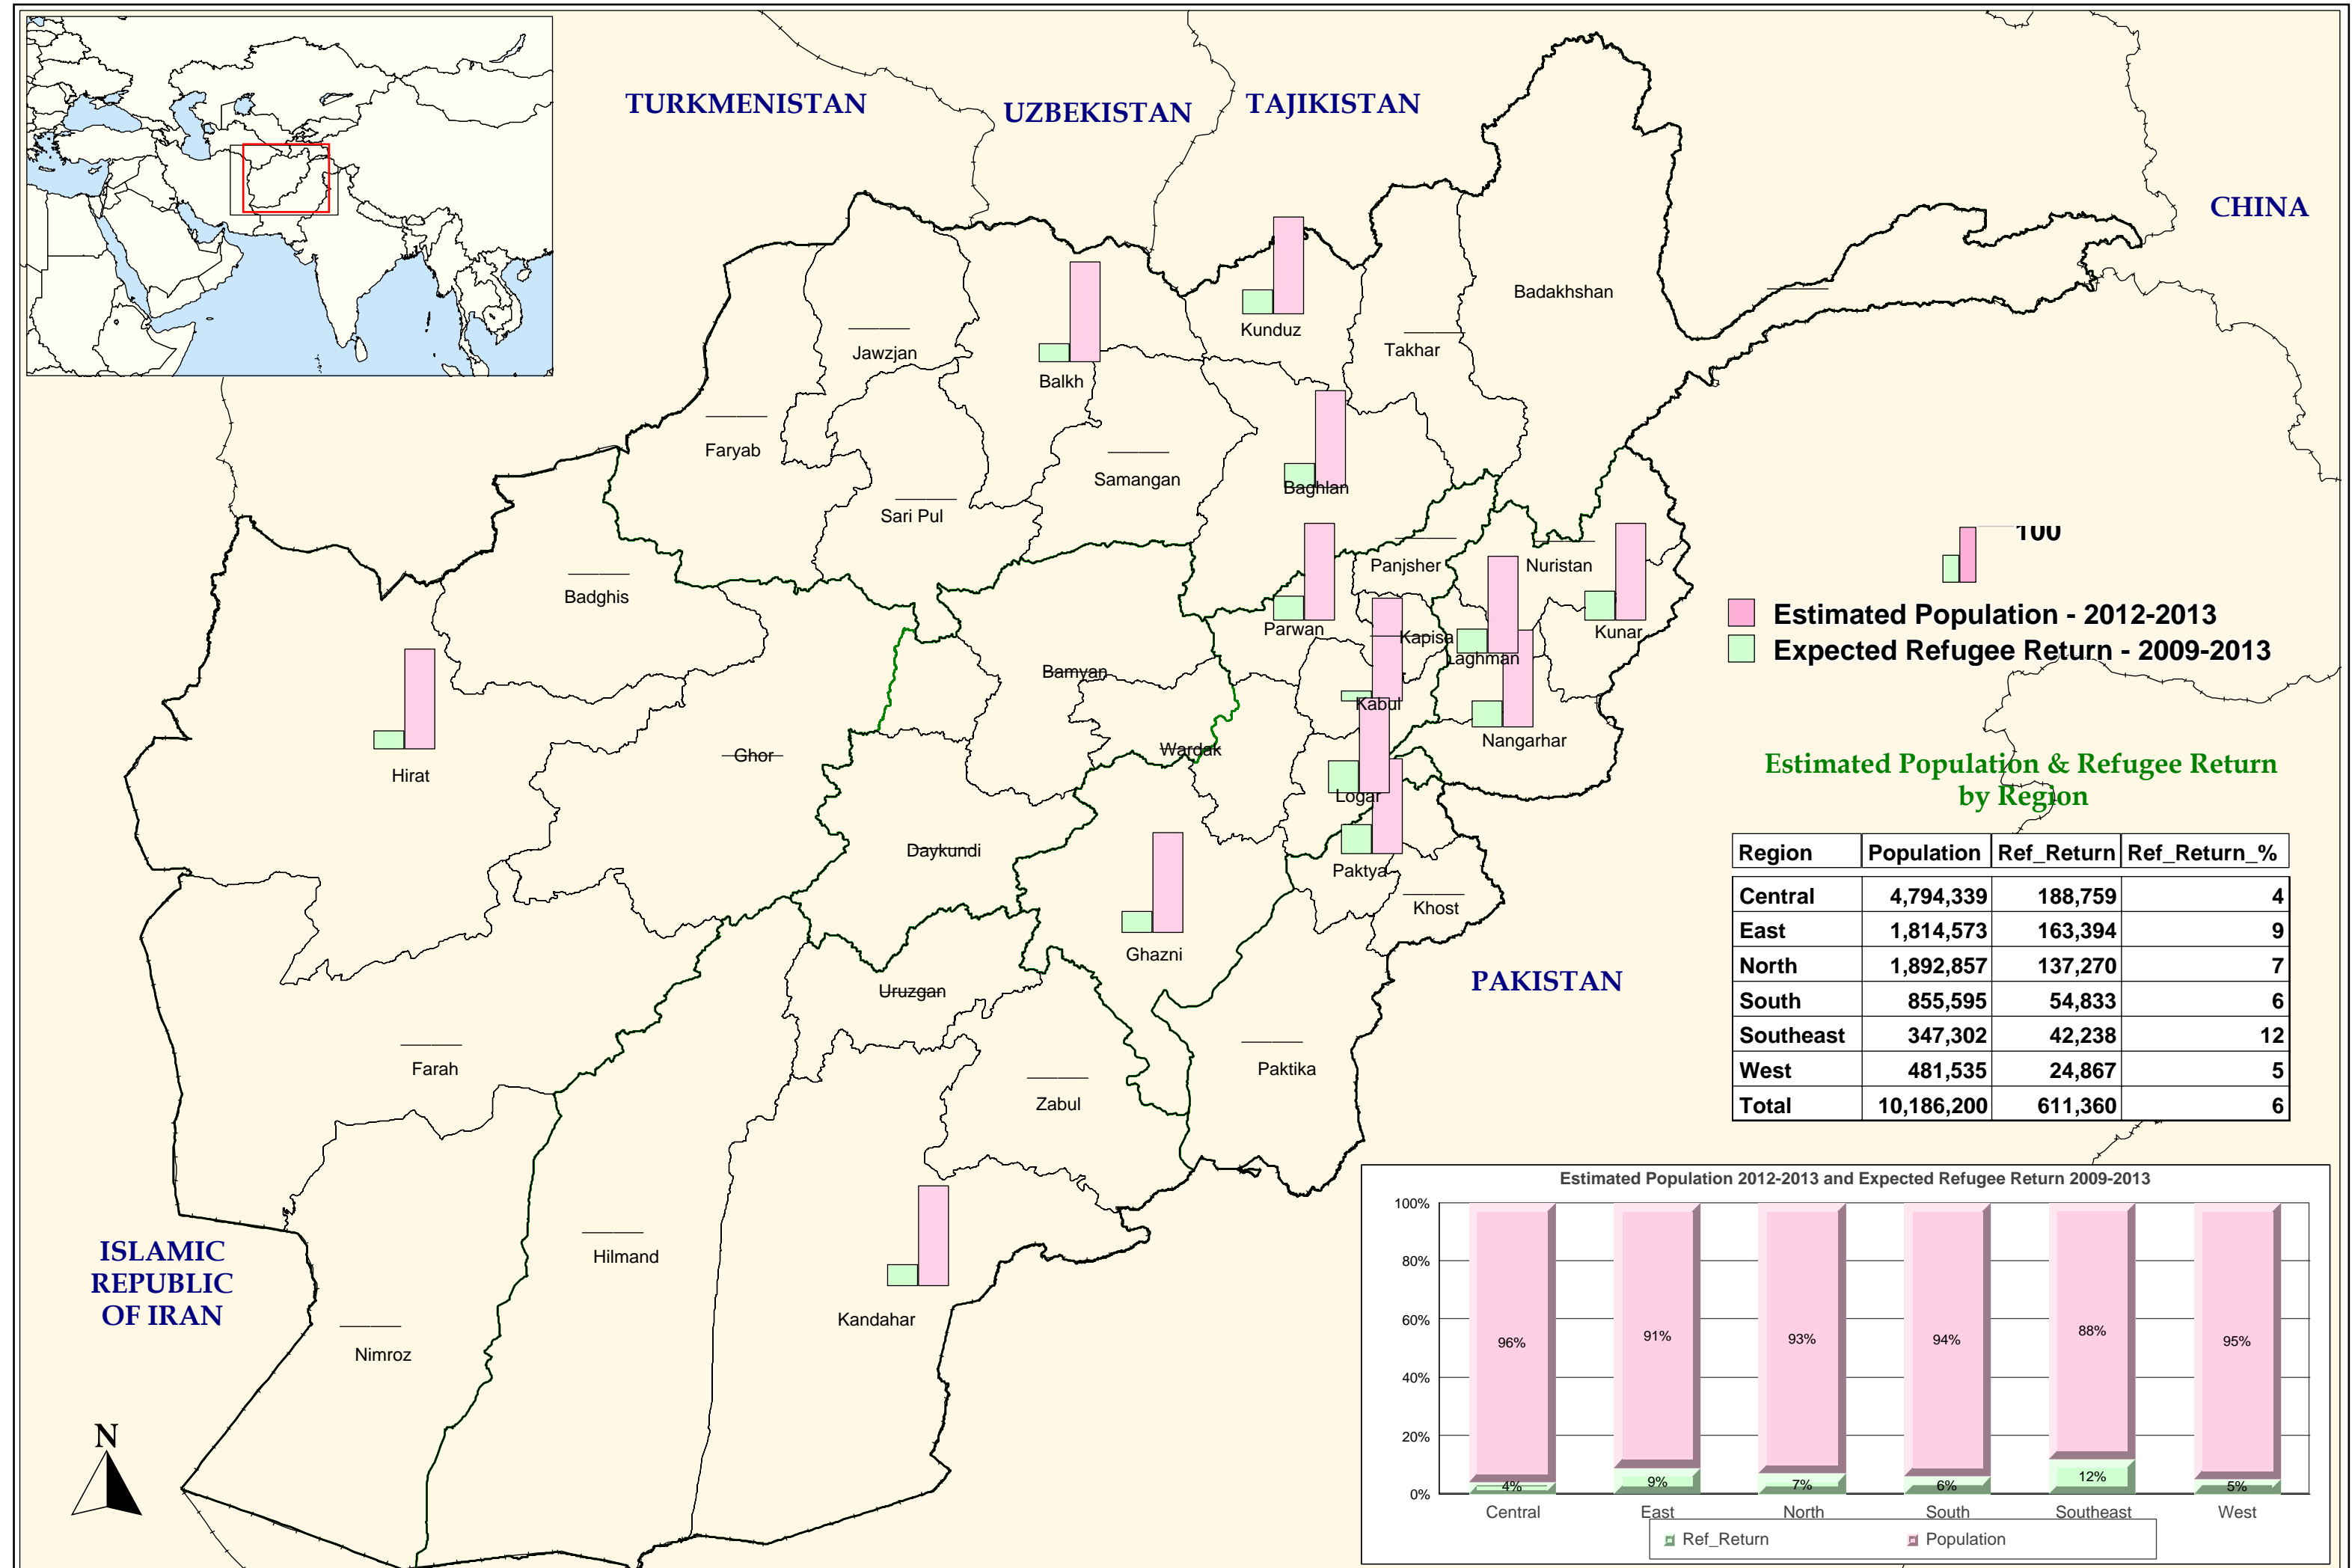 TURKMENISTAN
UZBEKISTAN
TAJIKISTAN
CHINA
Badakhshan
Kunduz
Jawzjan
Takhar
Balkh
Faryab
Samangan
Baghlan
Sari Pul
100
Panjsher
Nuristan
Badghis
Parwan
Kapisa
Kunar
Laghman
Bamyan
Estimated Population - 2012-2013
Expected Refugee Return - 2009-2013
Kabul
Nangarhar
Wardak
Ghor
Hirat
Logar
Daykundi
Paktya
Khost
Ghazni
Uruzgan
PAKISTAN
Farah
Paktika
Zabul
Hilmand
Kandahar
Nimroz
ISLAMIC
REPUBLIC
OF IRAN
N
Estimated Population & Refugee Return
by Region
Region Population Ref_Return Ref_Return_%
Central 4,794,339 188,759 4
East 1,814,573 163,394 9
North 1,892,857 137,270 7
South 855,595 54,833 6
Southeast 347,302 42,238 12
West 481,535 24,867 5
Total 10,186,200 611,360 6
Estimated Population 2012-2013 and Expected Refugee Return 2009-2013
100%
80%
60%
40%
20%
0%
96% 91% 93% 94% 88% 95%
4% 9% 7% 6% 12% 5%
Central East North South Southeast West
Ref_Return Population